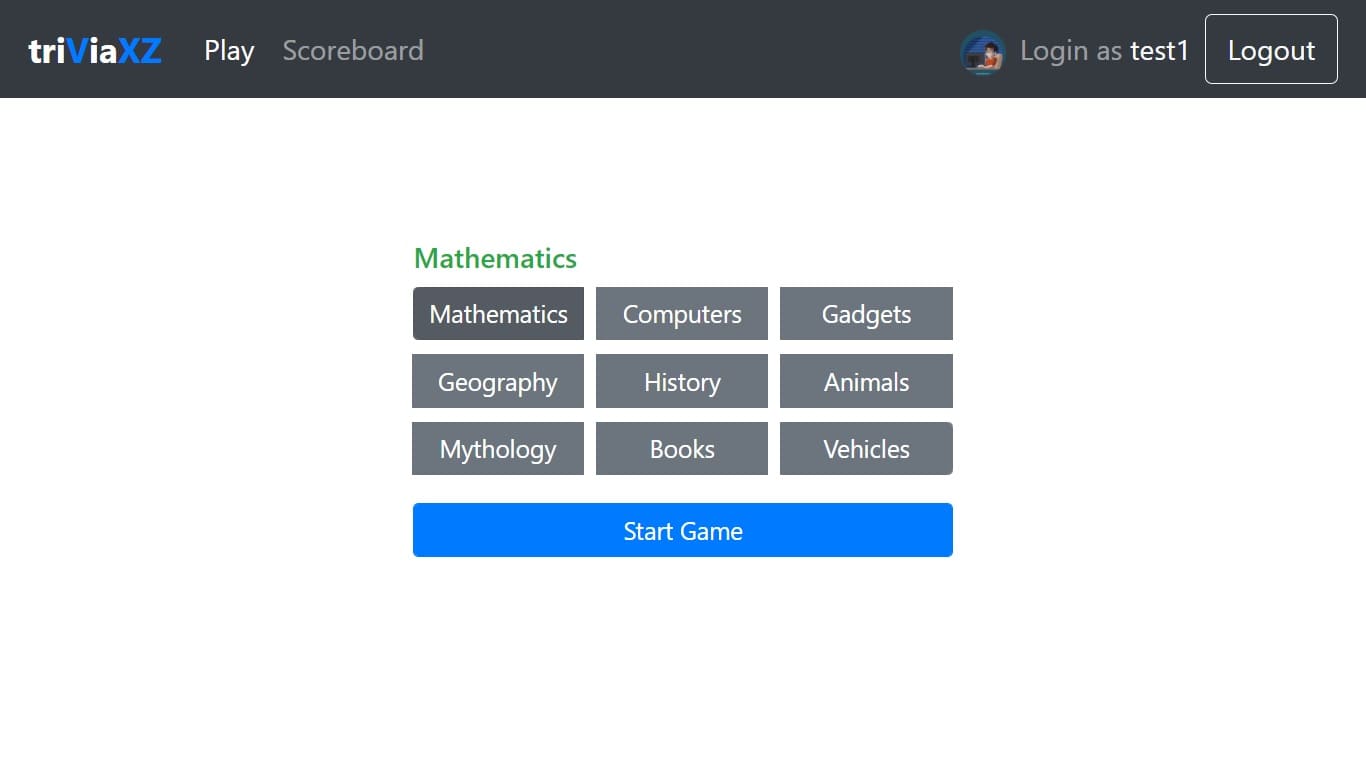 triViaXZ Play Scoreboard Login as test1 Logout
Mathematics
Mathematics Computers Gadgets
Geography History Animals
Mythology Books Vehicles
Start Game